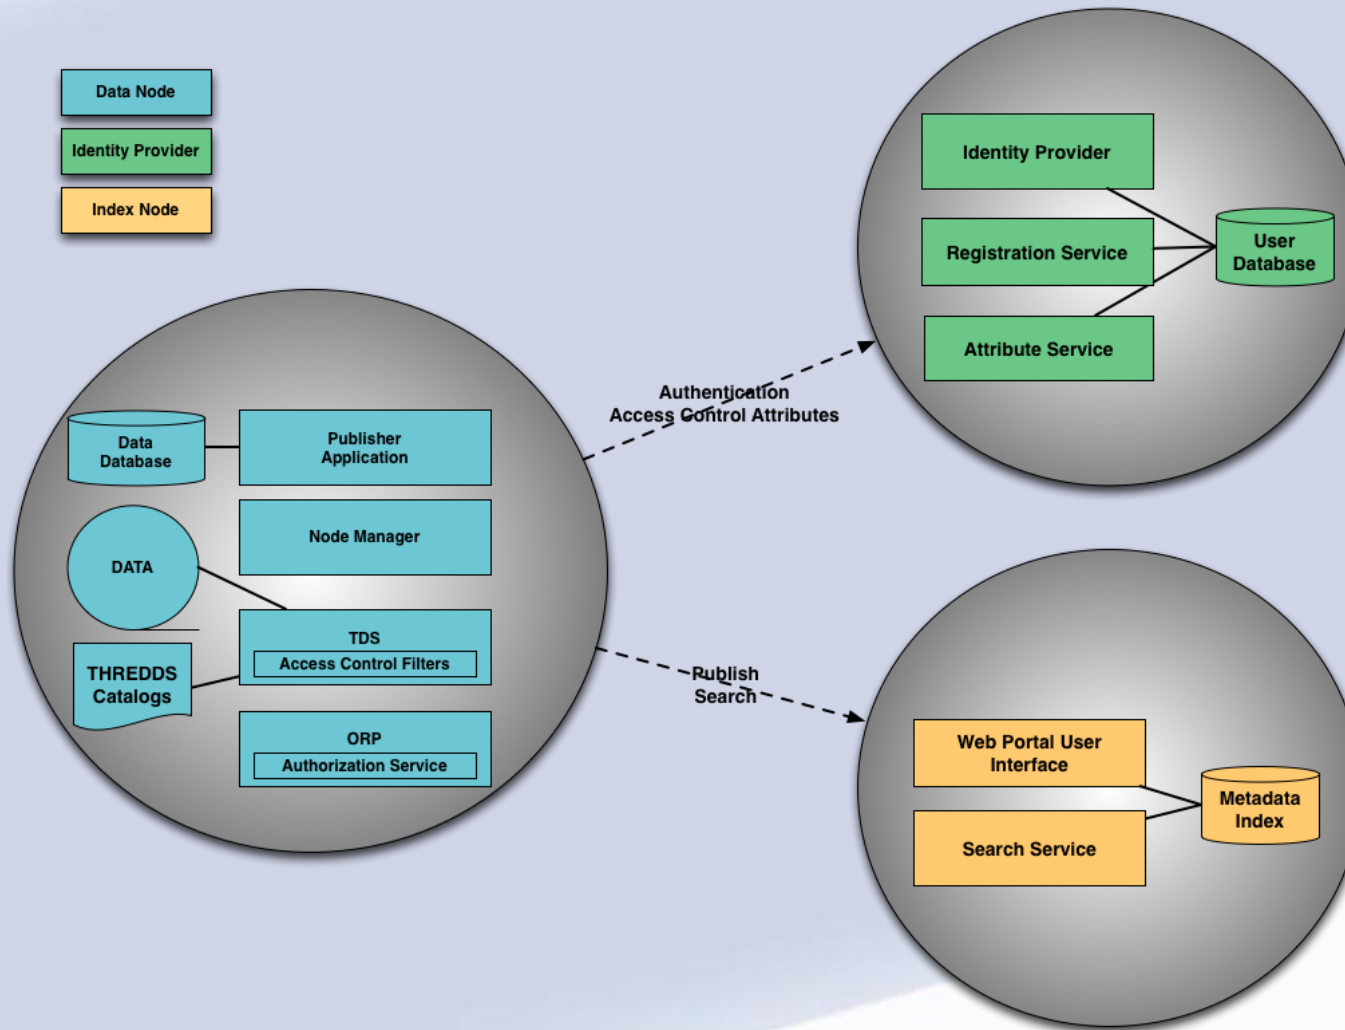 Data Node
Identity Provider
Index Node
Identity Provider
Registration Service
Attribute Service
User
Database
Authentication
Access Control Attributes
Data
Database
Publisher
Application
Node Manager
DATA
TDS
Access Control Filters
THREDDS
Catalogs
ORP
Authorization Service
Publish
Search
Web Portal User
Interface
Search Service
Metadata
Index